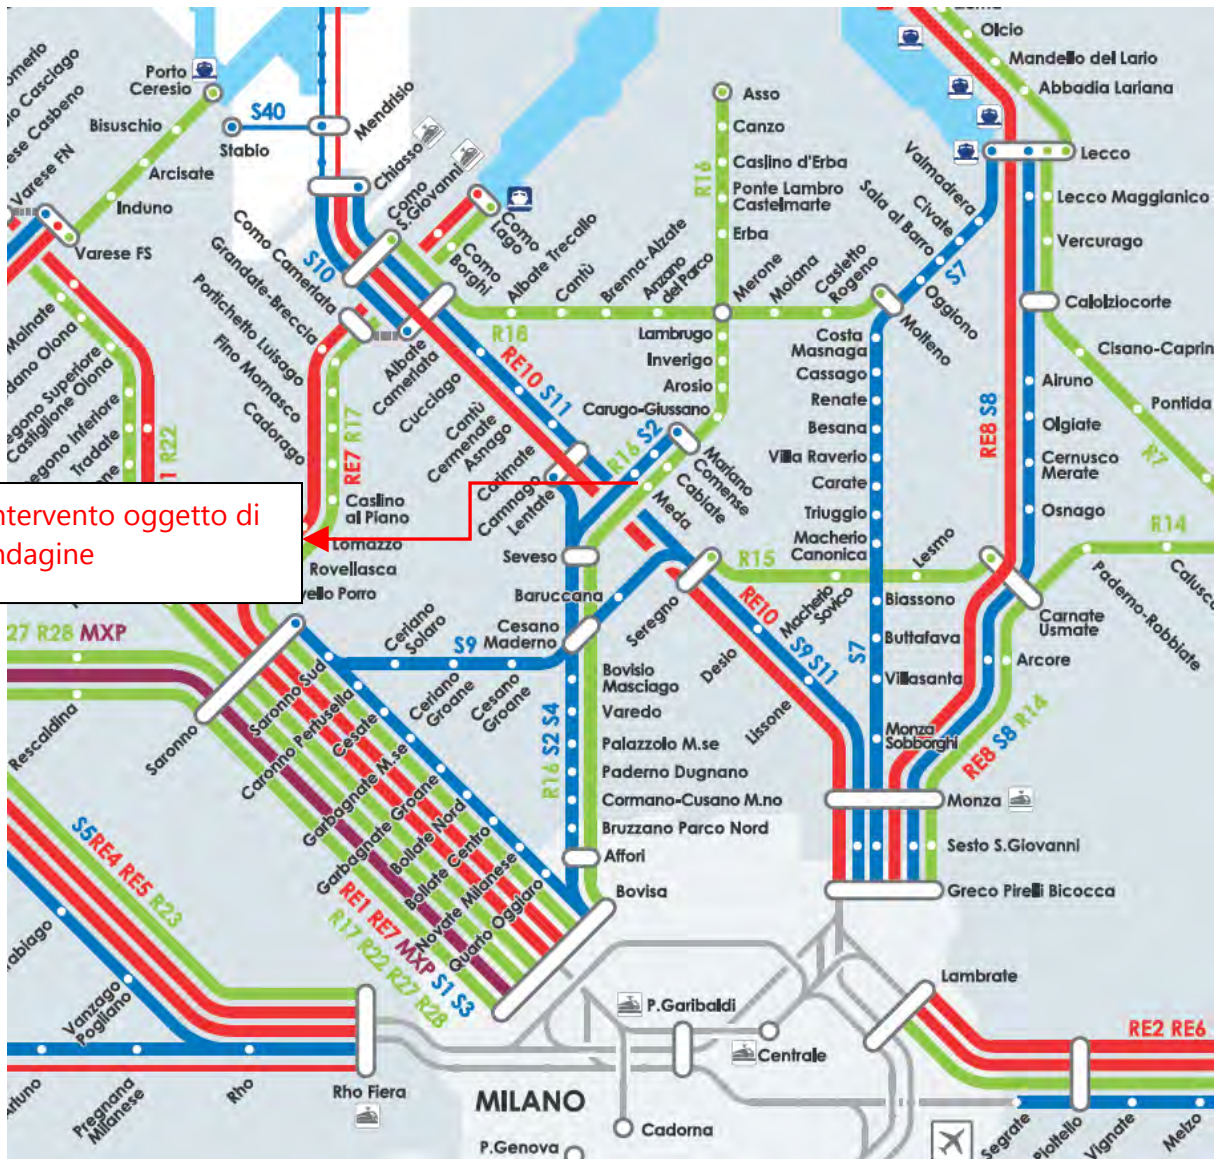 Olcio
Mandello del Lario
Abbadia Lariana
Lecco
Lecco Maggianico
Vercurago
Calolziocorte
Airuno
Olgiate
Cernusco
Merate
Osnago
Pontida
R7
R14
Porto
Ceresio
Bisuschio
Arcisate
Induno
Varese FN
Varese FS
S40
Stabio
Mendrisio
Chiasso
Como
S.Giovanni
Como
Lago
Como
Borghi
Albate Trecallo
Cantù
Brenna-Alzate
Anzano
del Parco
Merone
Moiana
Casletto
Rogeno
Molteno
Oggiono
Sala al Barro
Civate
Valmadrera
S7
Asso
Canzo
Caslino d'Erba
Ponte Lambro
Castelmarte
Erba
R16
Lambrugo
Inverigo
Arosio
Carugo-Giussano
Mariano
Comense
Cabiate
Meda
R16 S2
R18
S10
Como Camerlata
Grandate-Breccia
Portichetto Luisago
Fino Mornasco
Cadorago
RE7 R17
Caslino
al Piano
Lomazzo
Rovellasca
Albate
Camerlata
Cucciago
Cantù
Cermenate
Asnago
Carimate
Camnago
Lentate
RE10 S11
Costa
Masnaga
Cassago
Renate
Besana
Villa Raverio
Carate
Triuggio
Macherio
Canonica
Biassono
Buttafava
Villasanta
Monza
Sobborghi
S7
RE8 S8
Malnate
Tradate
R22
ntervento oggetto di
ndagine
Seveso
Baruccana
Cesano
Maderno
S9
Ceriano
Solaro
Ceriano
Groane
Cesano
Groane
Seregno
R15
Macherio
Sovico
Lesmo
Carnate
Usmate
Paderno-Robbiate
Arcore
RE8 S8 R14
RE10
S9 S11
Desio
Lissone
Bovisio
Masciago
Varedo
Palazzolo M.se
Paderno Dugnano
Cormano-Cusano M.no
Bruzzano Parco Nord
Affori
Bovisa
R16 S2 S4
27 R28 MXP
Rescaldina
Saronno
Saronno Sud
Caronno Pertusella
Cesate
Garbagnate M.se
Garbagnate Groane
Bollate Nord
Bollate Centro
Novate Milanese
Quarto Oggiaro
RE1 RE7 MXP S1 S3
R17 R22 R27 R28
S5 RE4 RE5 R23
Vanzago
Pogliano
Pregnana
Milanese
Rho
Rho Fiera
Monza
Sesto S.Giovanni
Greco Pirelli Bicocca
Lambrate
RE2 RE6
P.Garibaldi
Centrale
MILANO
Cadorna
P.Genova
Segrate
Pioltello
Vignate
Melzo